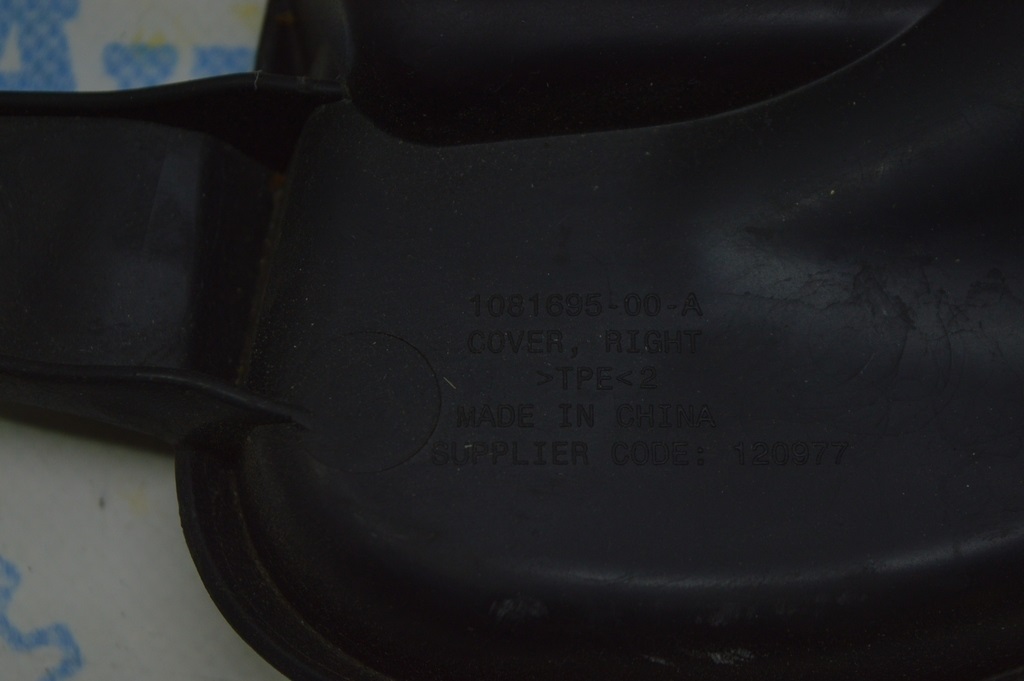 1081695-00-A
COVER, RIGHT
>TPE<2
MADE IN CHINA
SUPPLIER CODE: 120977